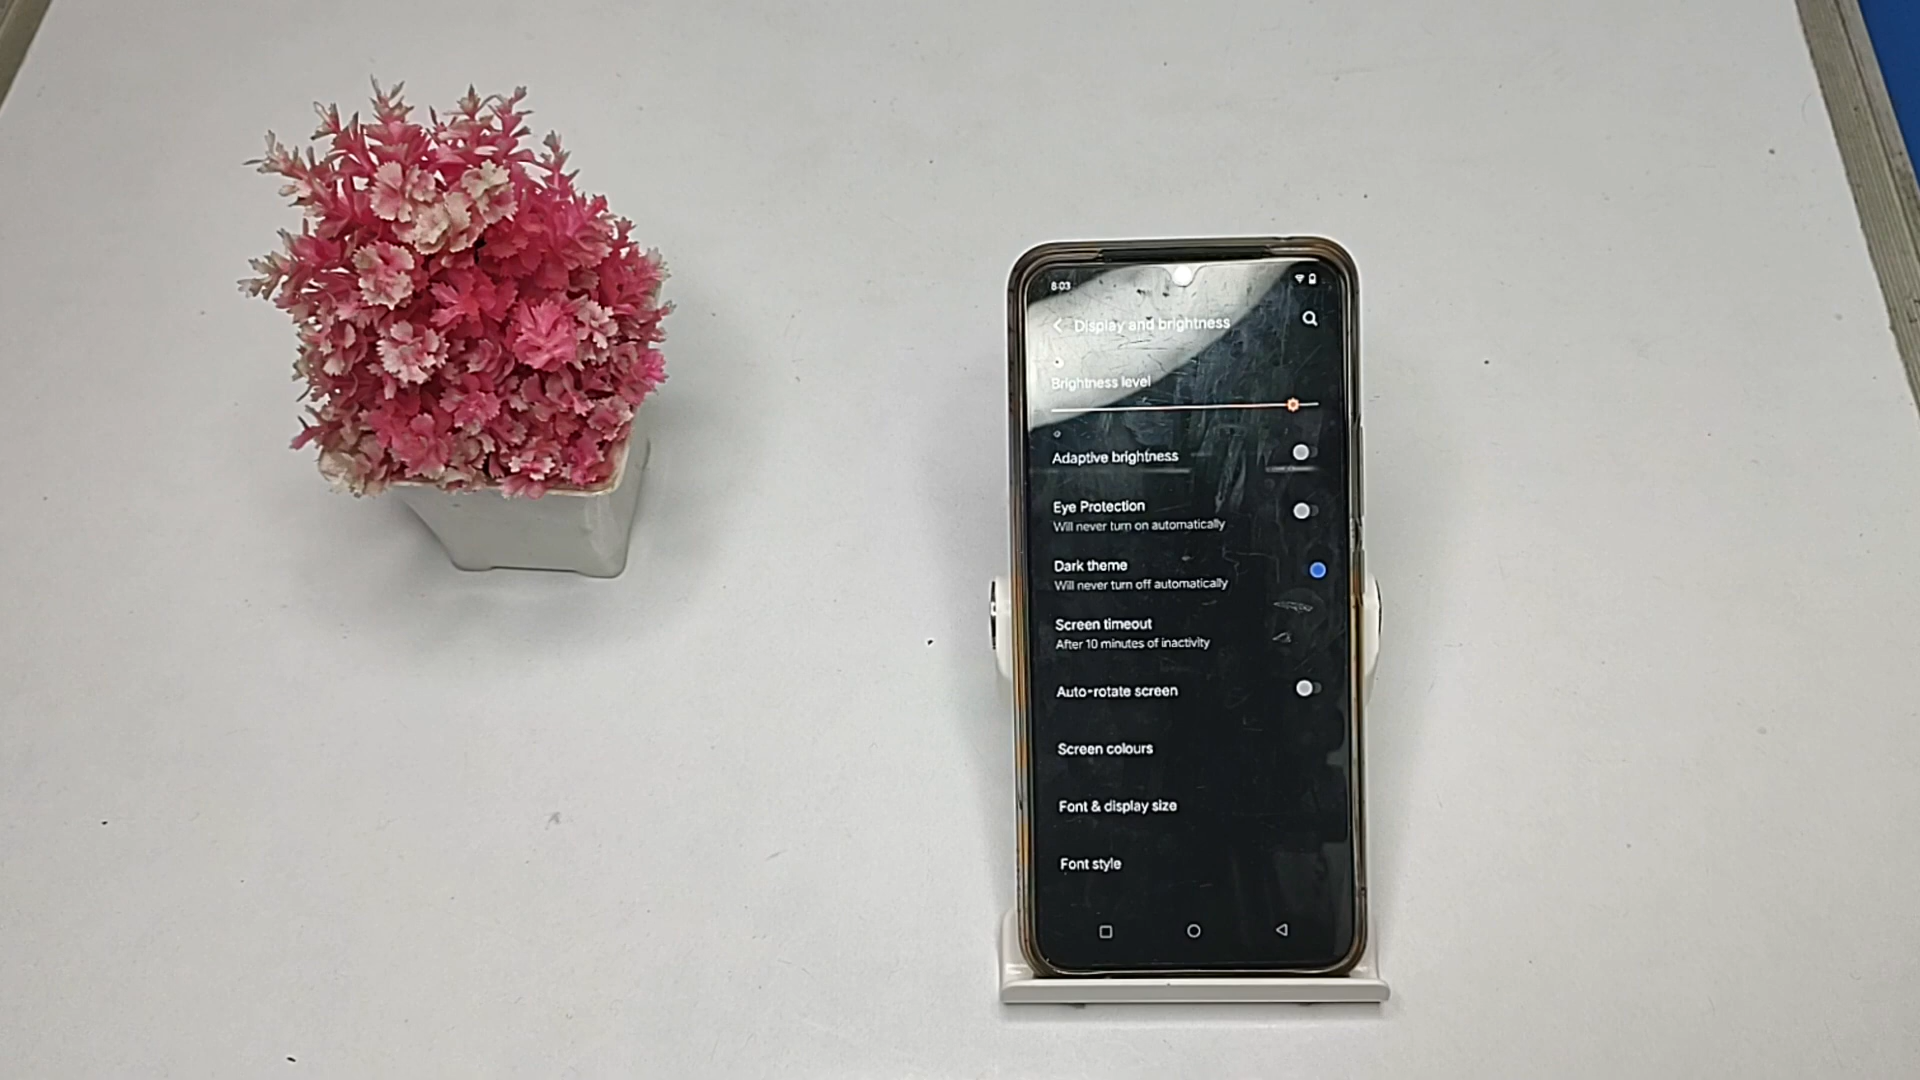 8:03
Display and brightness
Brightness level
Adaptive brightness
Eye Protection
Will never turn on automatically
Dark theme
Will never turn off automatically
Screen timeout
After 10 minutes of inactivity
Auto-rotate screen
Screen colours
Font & display size
Font style